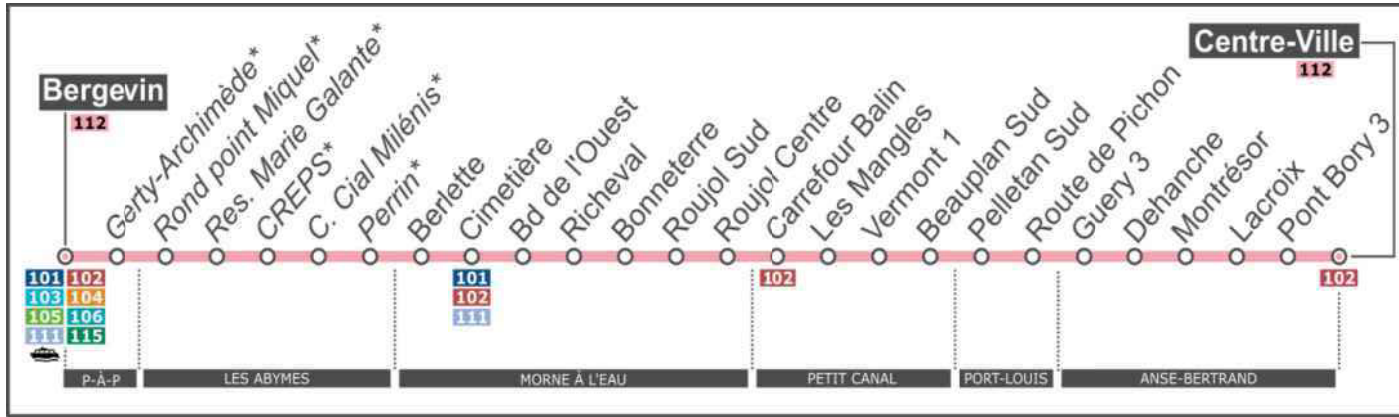 Bergevin
112
Gerty-Archimède*
Rond point Miquel*
Res. Marie Galante*
CREPS*
C. Cial Milénis*
Perrin*
Berlette
Cimetière
Bd de l'Ouest
Richeval
Bonneterre
Roujol Sud
Roujol Centre
Carrefour Balin
Les Mangles
Vermont 1
Beauplan Sud
Pelletan Sud
Route de Pichon
Guery 3
Dehanche
Montrésor
Lacroix
Pont Bory 3
Centre-Ville
112
101 102
103 104
105 106
111 115
101
102
111
102
102
P-À-P
LES ABYMES
MORNE À L'EAU
PETIT CANAL
PORT-LOUIS
ANSE-BERTRAND